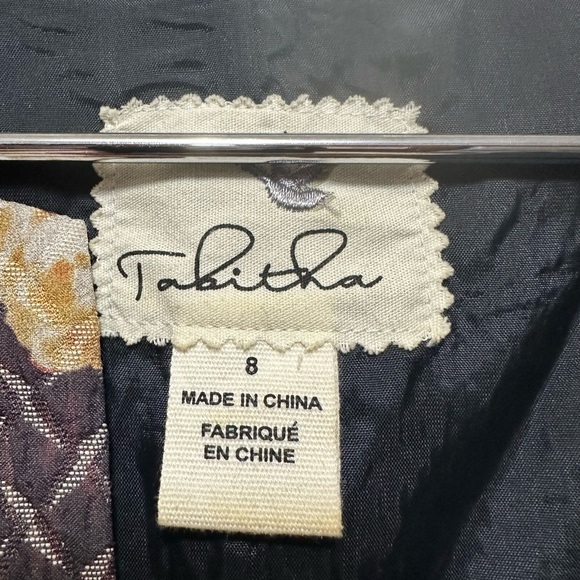 Tabitha
8
MADE IN CHINA
FABRIQUÉ
EN CHINE